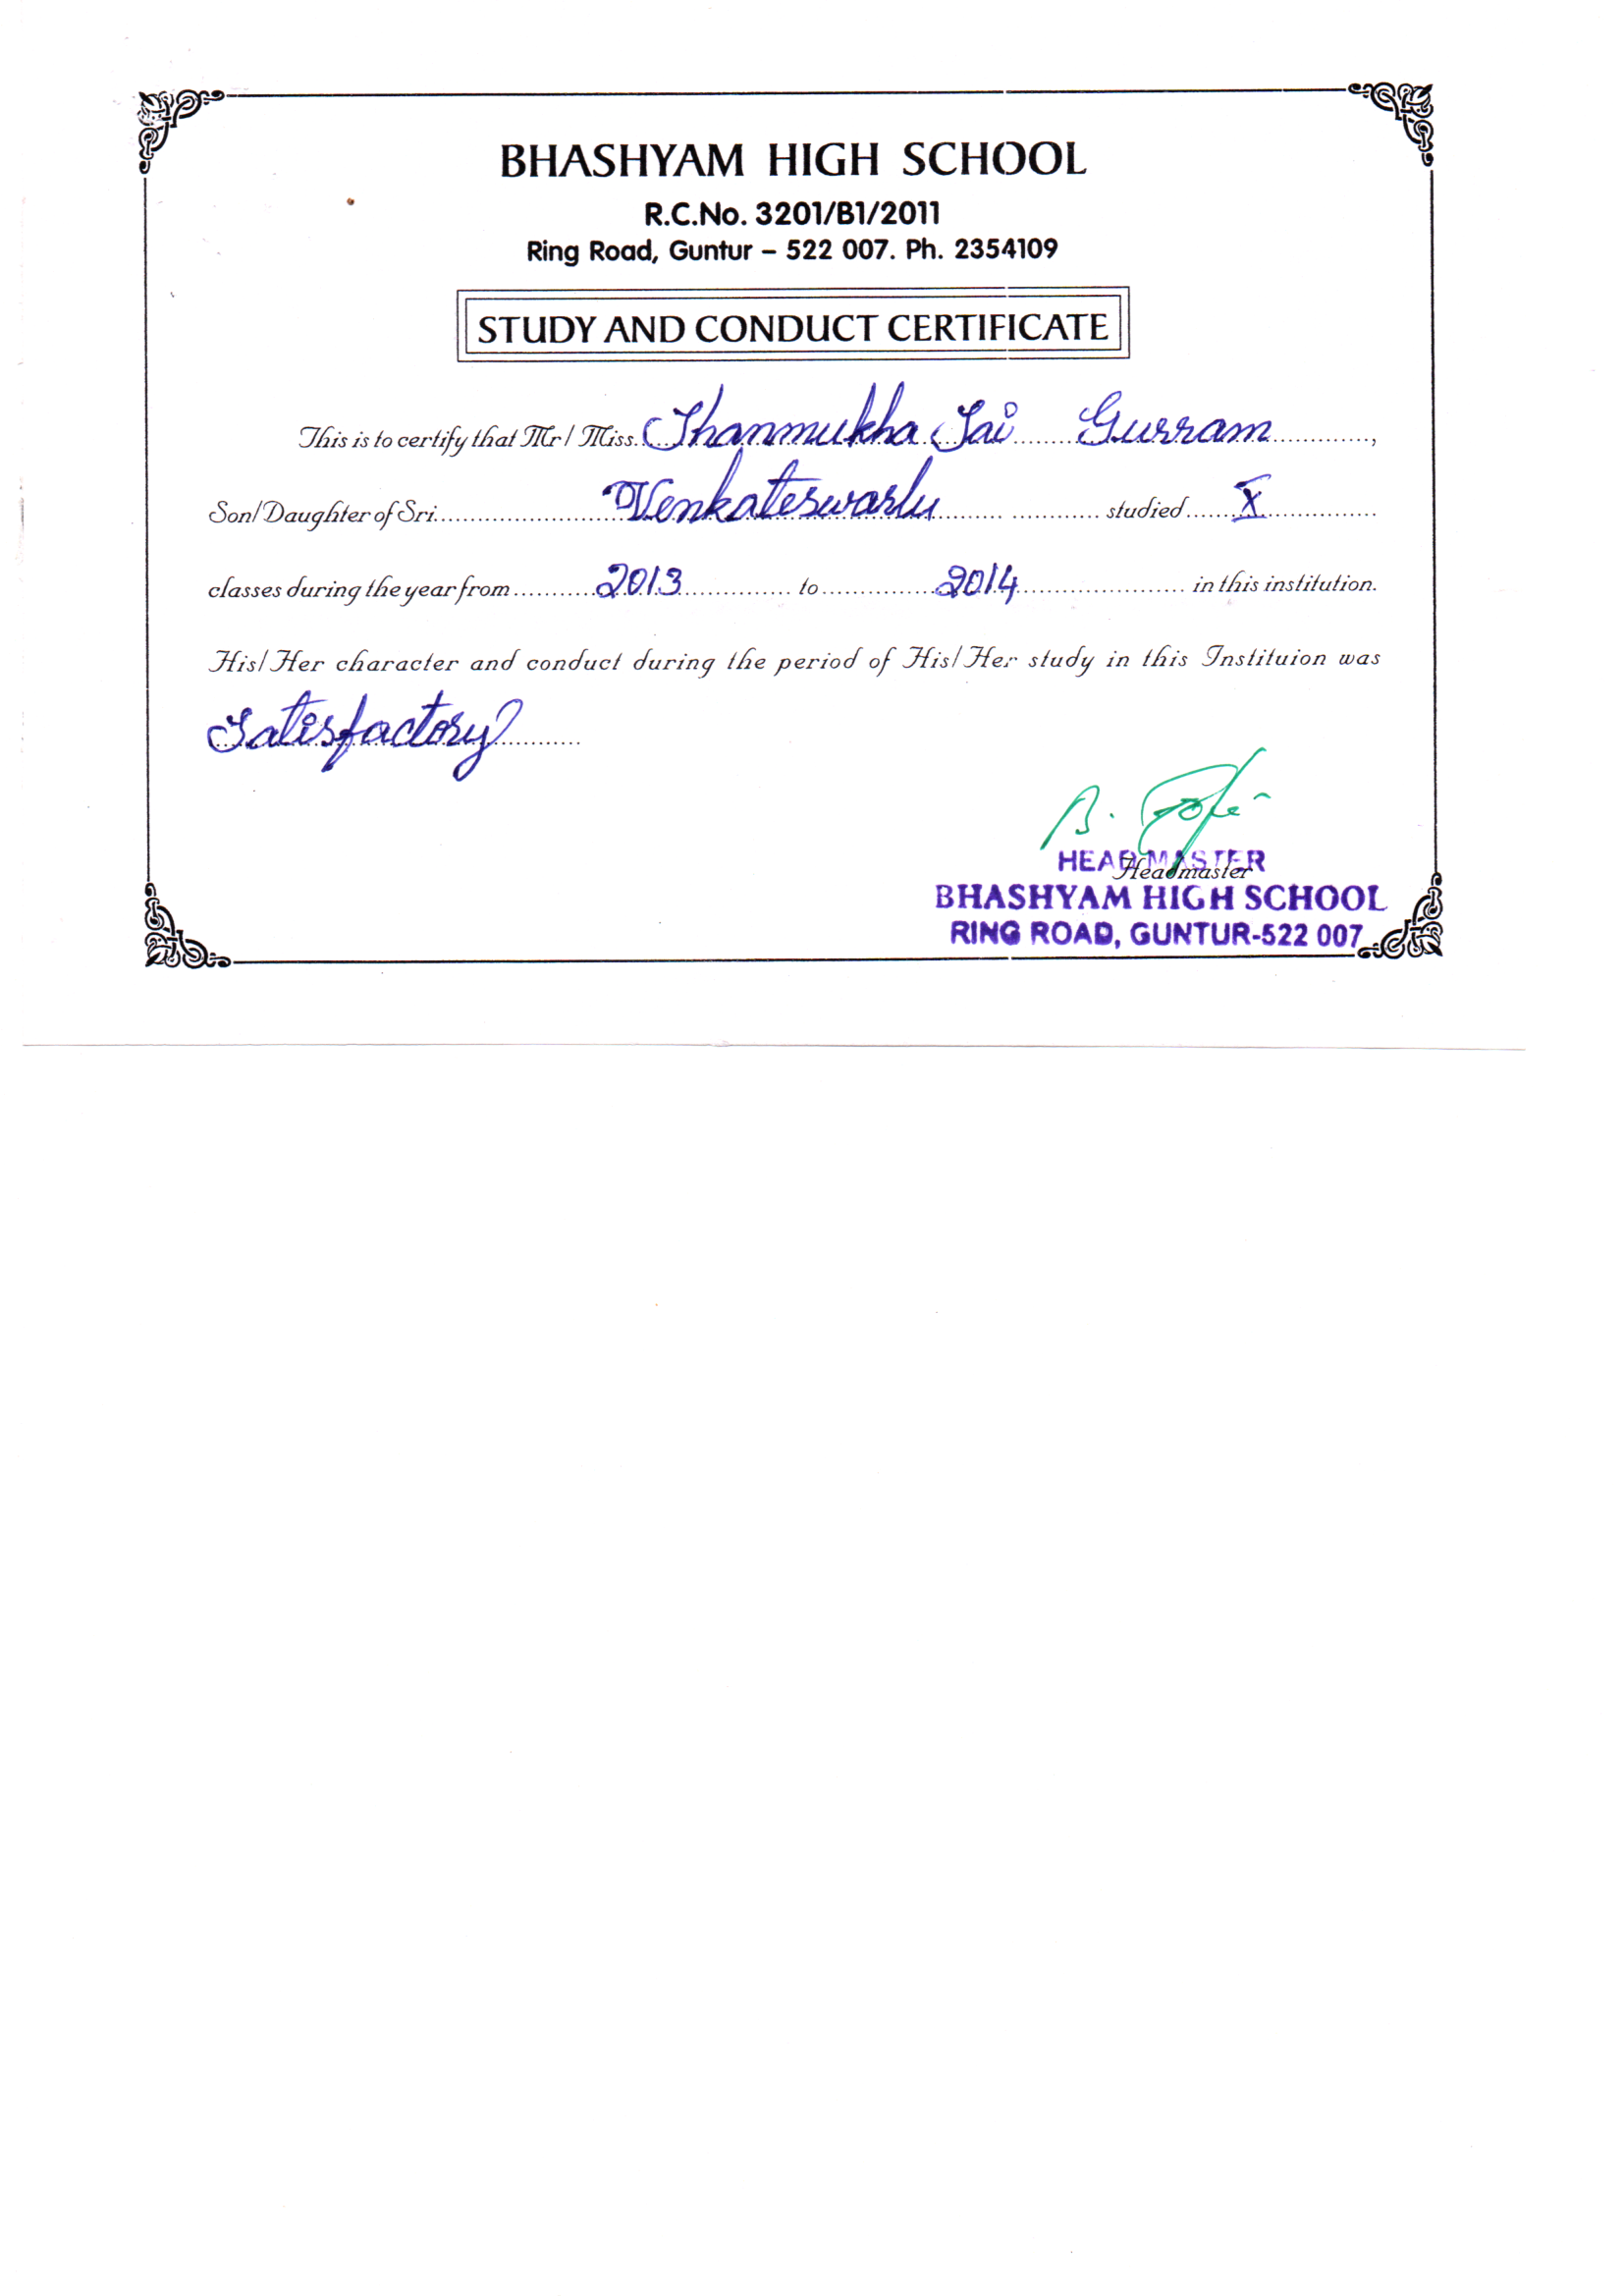 BHASHYAM HIGH SCHOOL
R.C.No. 3201/B1/2011
Ring Road, Guntur – 522 007. Ph. 2354109
STUDY AND CONDUCT CERTIFICATE
This is to certify that Mr / Miss. Shanmukha Sai Gurram,
Son/Daughter of Sri. Venkateswarlu studied X
classes during the year from 2013 to 2014 in this institution.
His/Her character and conduct during the period of His/Her study in this Instituion was
Satisfactory
B. Gopi
HEAD MASTER
Headmaster
BHASHYAM HIGH SCHOOL
RING ROAD, GUNTUR-522 007